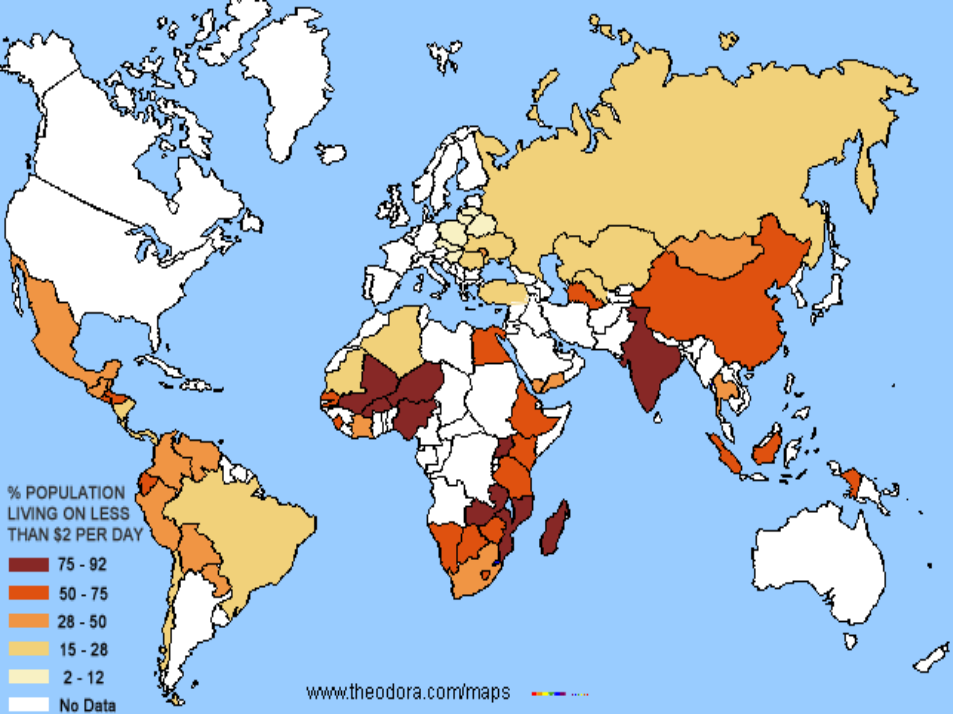 % POPULATION
LIVING ON LESS
THAN $2 PER DAY
75 - 92
50 - 75
28 - 50
15 - 28
2 - 12
No Data
www.theodora.com/maps